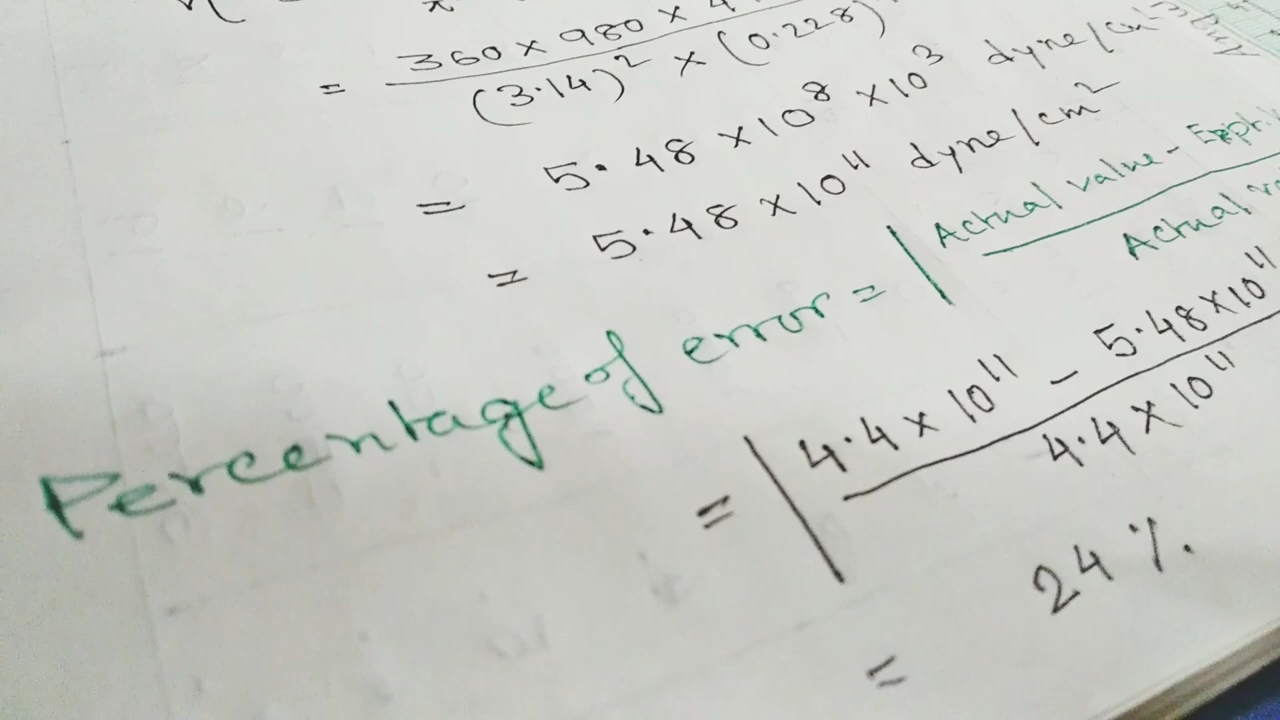 = 360 × 980 × 4
(3.14)² × (0.228)
= 5.48 × 10⁸ × 10³ dyne/cm
= 5.48 × 10¹¹ dyne/cm²
Percentage of error = | Actual value - Expt.
Actual
= | 4.4 × 10¹¹ - 5.48 × 10¹¹
4.4 × 10¹¹
= 24 %.